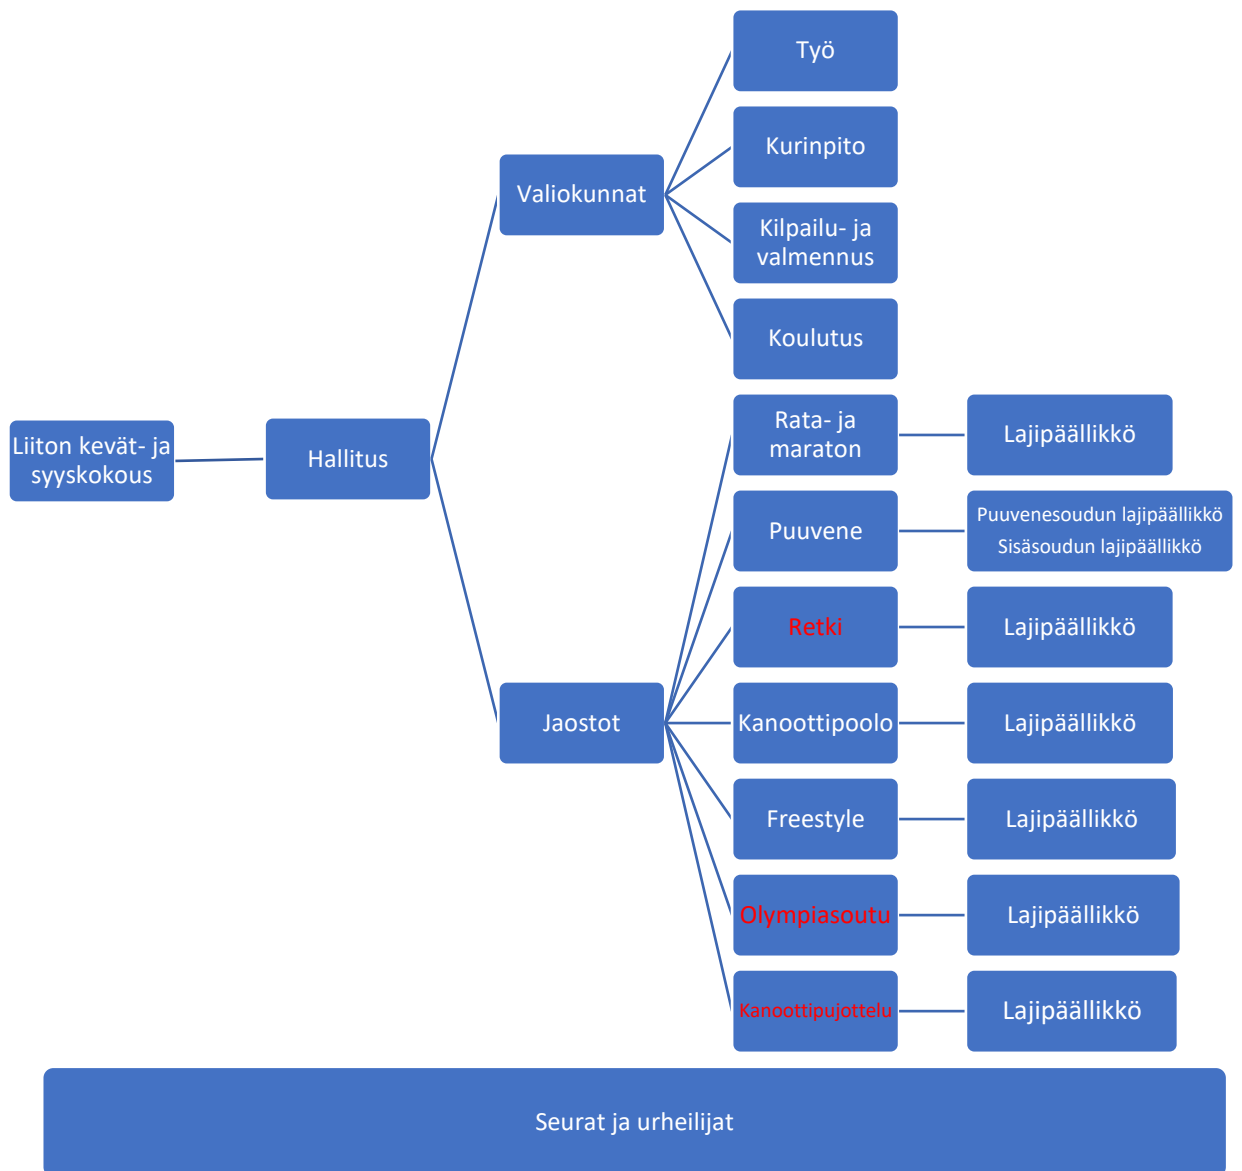 Työ
Kurinpito
Valiokunnat
Kilpailu- ja
valmennus
Koulutus
Liiton kevät- ja
syyskokous
Hallitus
Rata- ja
maraton
Lajipäällikkö
Puuvene
Puuvenesoudun lajipäällikkö
Sisäsoudun lajipäällikkö
Retki
Lajipäällikkö
Jaostot
Kanoottipoolo
Lajipäällikkö
Freestyle
Lajipäällikkö
Olympiasoutu
Lajipäällikkö
Kanoottipujottelu
Lajipäällikkö
Seurat ja urheilijat